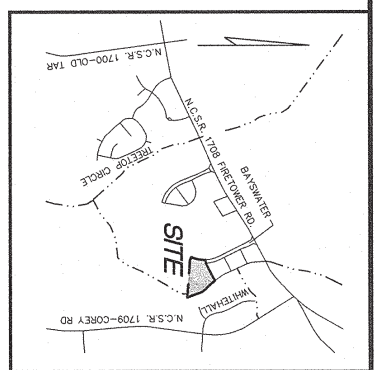 N.C.S.R. 1700-OLD TAR
N.C.S.R. 1708 FIRETOWER RD
BAYSWATER
TREETOP CIRCLE
SITE
WHITEHALL
N.C.S.R. 1709-COREY RD